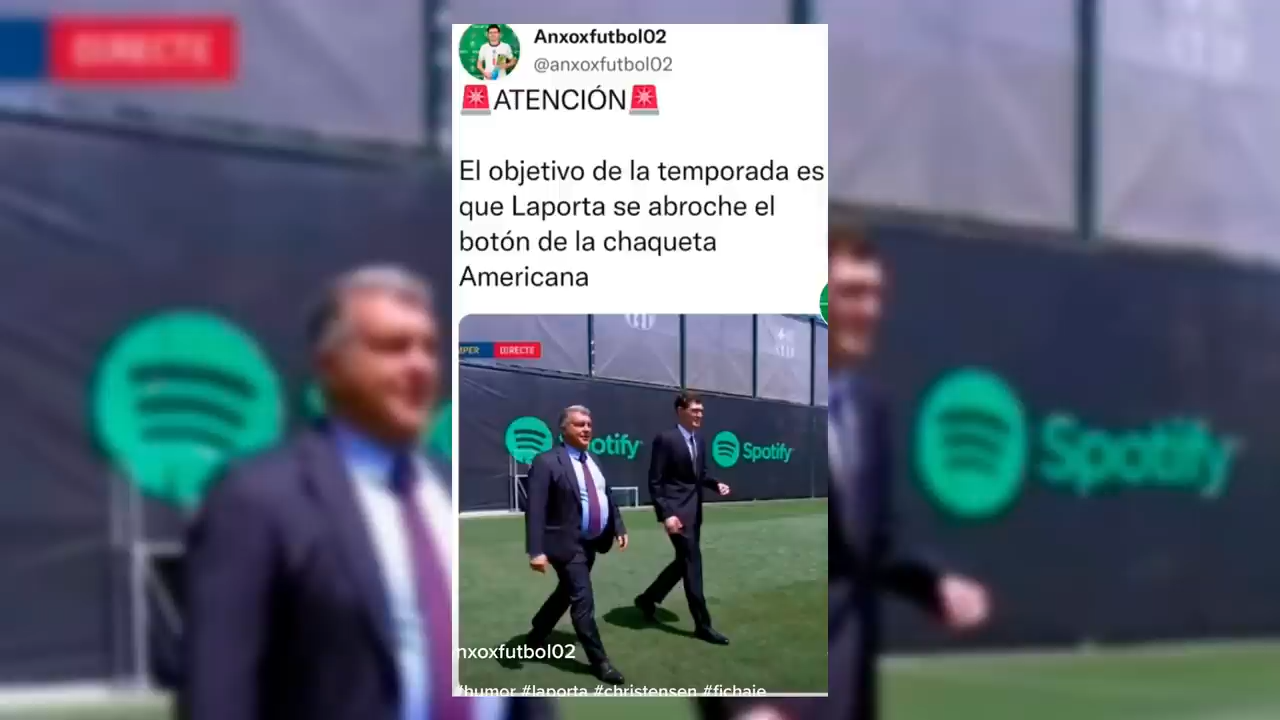 Anxoxfutbol02
@anxoxfutbol02
🚨ATENCIÓN🚨
El objetivo de la temporada es
que Laporta se abroche el
botón de la chaqueta
Americana
DIRECTE
DIRECTE
Spotify
Spotify
nxoxfutbol02
#humor #laporta #christensen #fichaje